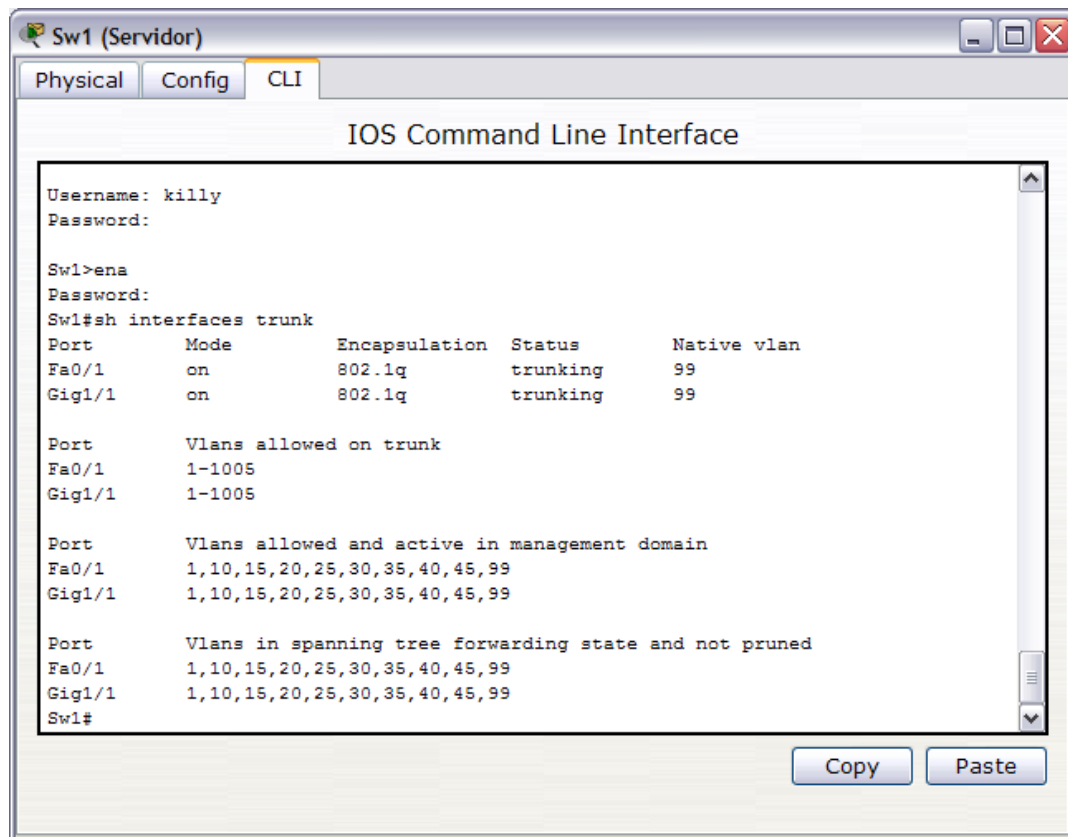 Sw1 (Servidor)
Physical Config CLI
IOS Command Line Interface
Username: killy
Password:
Sw1>ena
Password:
Sw1#sh interfaces trunk
Port Mode Encapsulation Status Native vlan
Fa0/1 on 802.1q trunking 99
Gig1/1 on 802.1q trunking 99
Port Vlans allowed on trunk
Fa0/1 1-1005
Gig1/1 1-1005
Port Vlans allowed and active in management domain
Fa0/1 1,10,15,20,25,30,35,40,45,99
Gig1/1 1,10,15,20,25,30,35,40,45,99
Port Vlans in spanning tree forwarding state and not pruned
Fa0/1 1,10,15,20,25,30,35,40,45,99
Gig1/1 1,10,15,20,25,30,35,40,45,99
Sw1#
Copy Paste